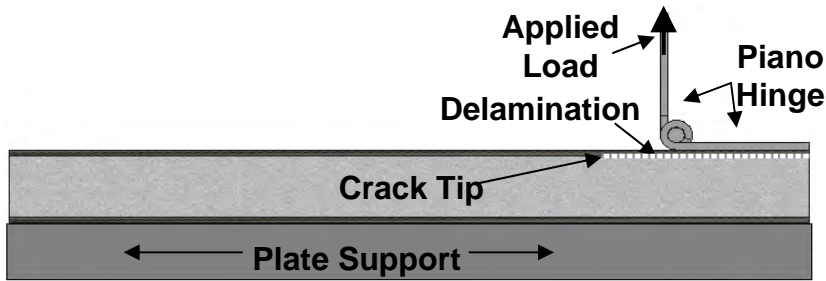 Applied
Load
Piano
Hinge
Delamination
Crack Tip
Plate Support